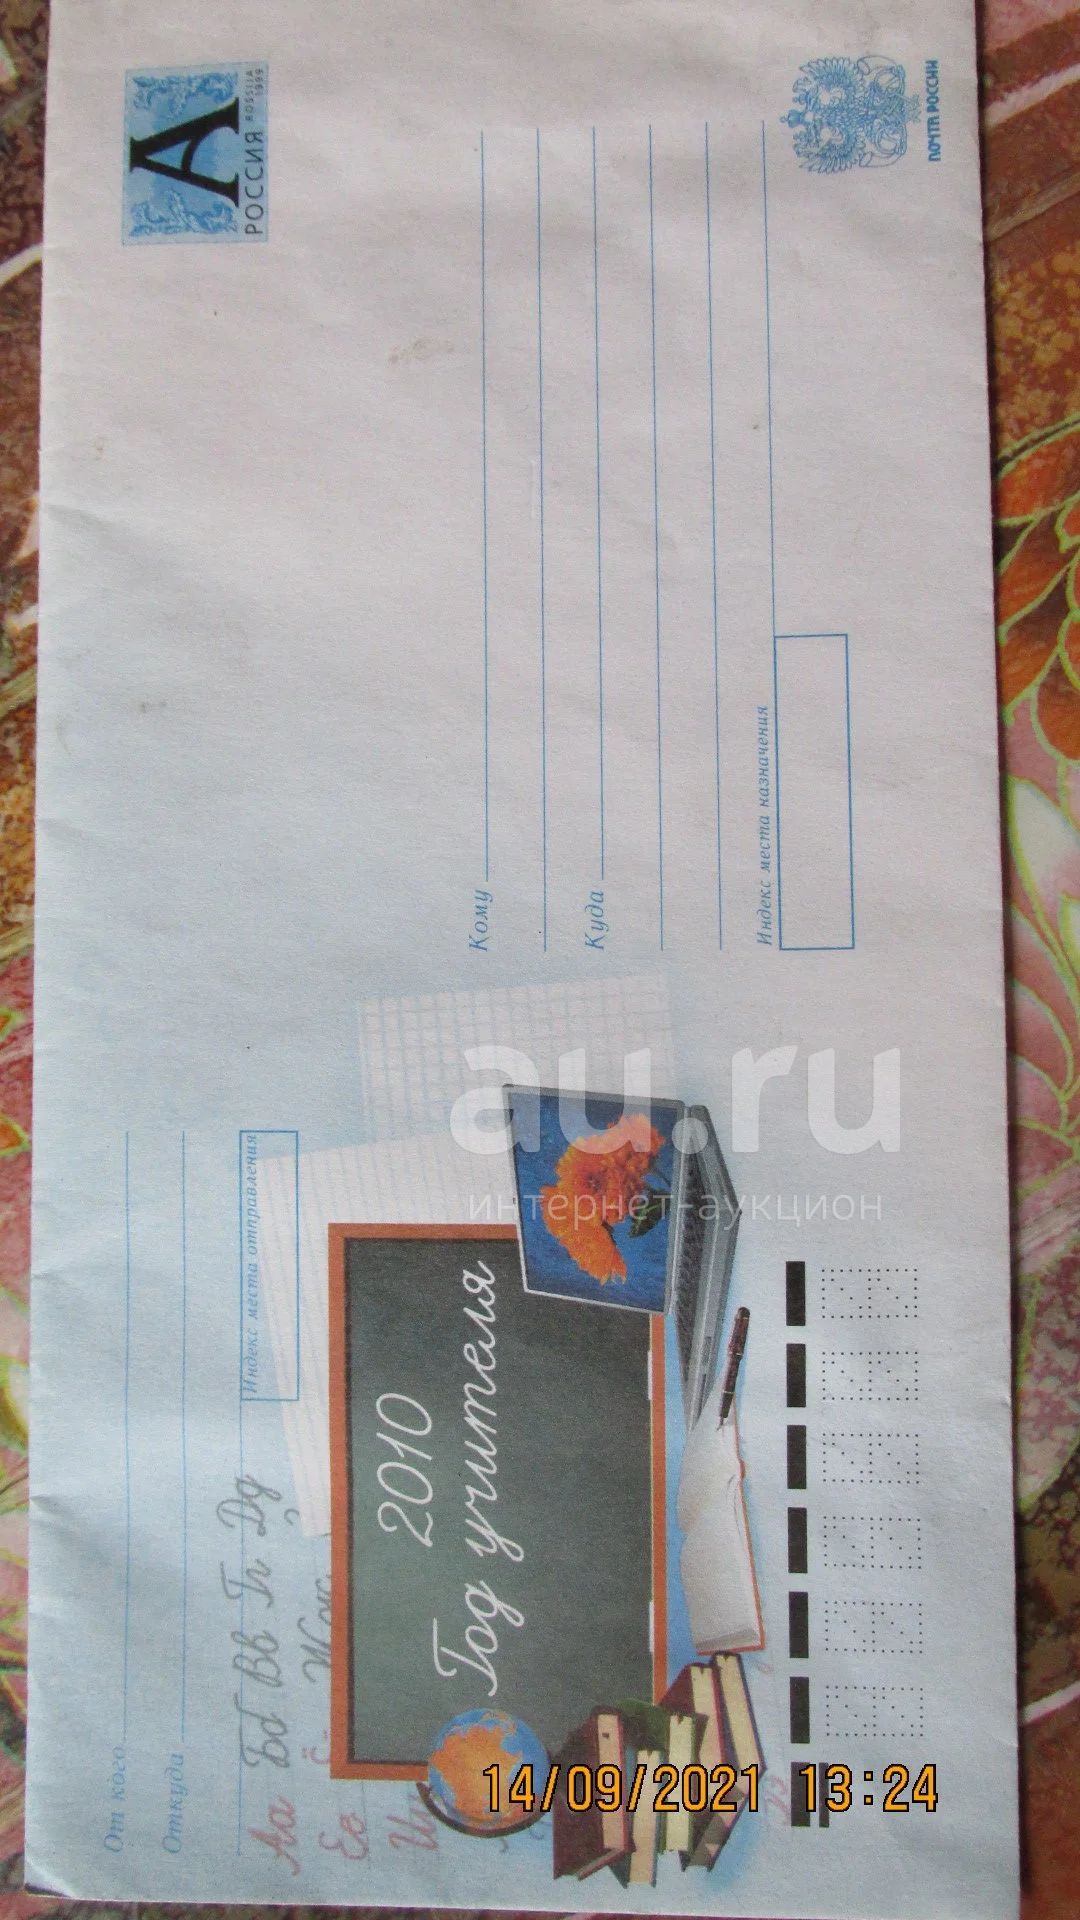 От кого
Откуда
Индекс места отправления
Аа Бб Вв Гг Дд
Ее Ё
2010
Год учителя
РОССИЯ
ROSSIJA
1999
А
Кому
Куда
Индекс места назначения
ПОЧТА РОССИИ
au.ru
интернет-аукцион
14/09/2021 13:24